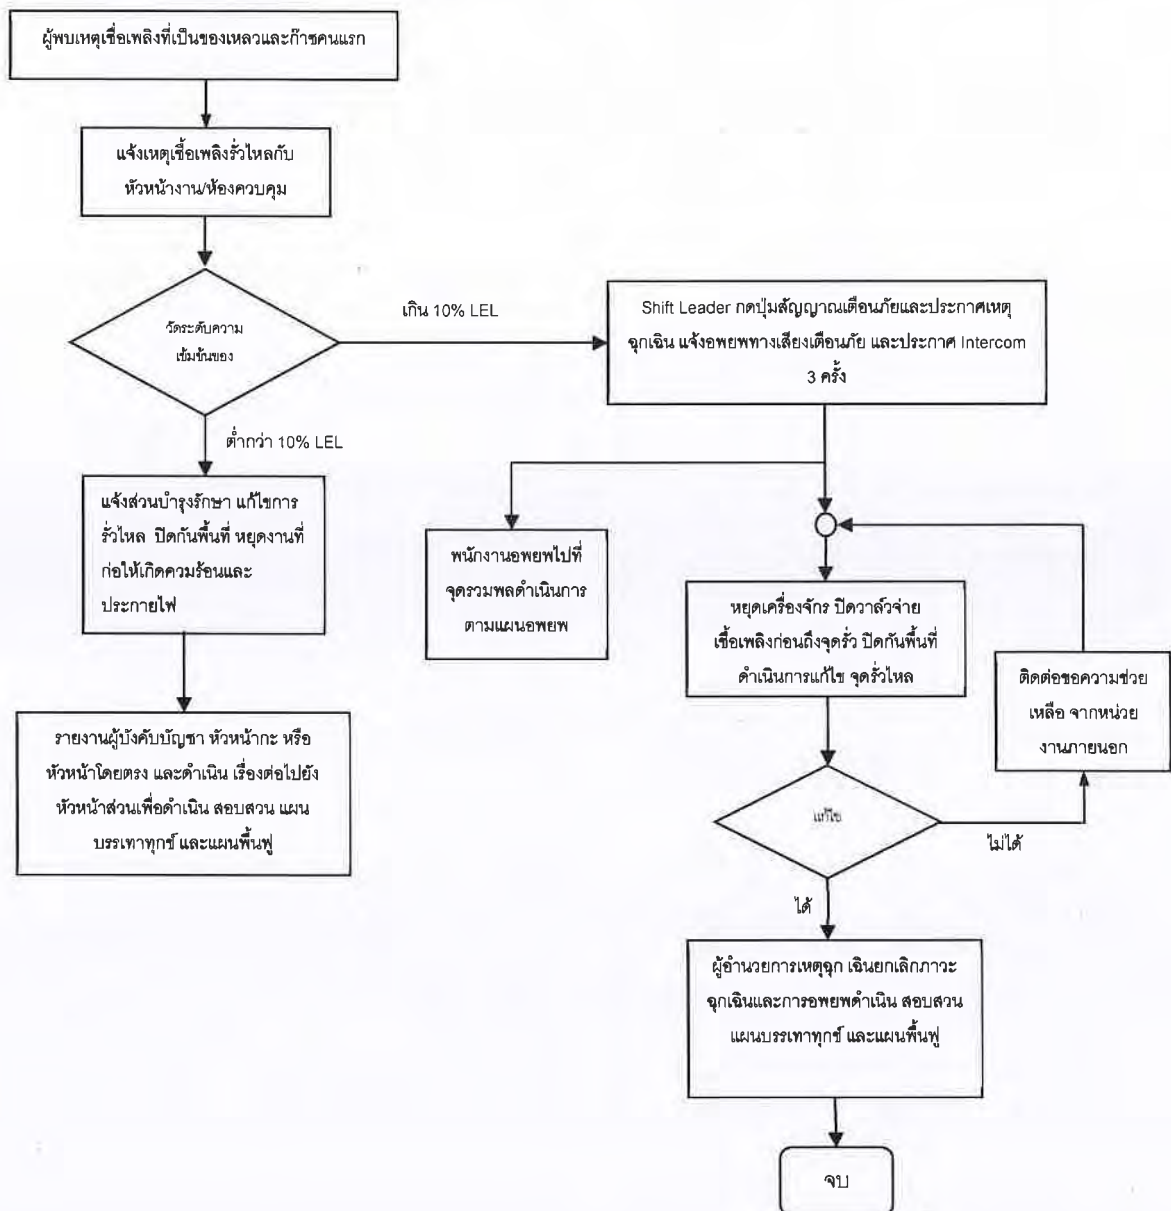 ผู้พบเหตุเชื่อเพลิงที่เป็นของเหลวและก๊าซคนแรก
แจ้งเหตุเชื้อเพลิงรั่วไหลกับ
หัวหน้างาน/ห้องควบคุม
วัดระดับความ
เข้มข้นของ
เกิน 10% LEL
Shift Leader กดปุ่มสัญญาณเตือนภัยและประกาศเหตุ
ฉุกเฉิน แจ้งอพยพทางเสียงเตือนภัย และประกาศ Intercom
3 ครั้ง
ต่ำกว่า 10% LEL
แจ้งส่วนบำรุงรักษา แก้ไขการ
รั่วไหล ปิดกันพื้นที่ หยุดงานที่
ก่อให้เกิดควมร้อนและ
ประกายไฟ
พนักงานอพยพไปที่
จุดรวมพลดำเนินการ
ตามแผนอพยพ
หยุดเครื่องจักร ปิดวาล์วจ่าย
เชื้อเพลิงก่อนถึงจุดรั่ว ปิดกันพื้นที่
ดำเนินการแก้ไข จุดรั่วไหล
ติดต่อขอความช่วย
เหลือ จากหน่วย
งานภายนอก
รายงานผู้บังคับบัญชา หัวหน้ากะ หรือ
หัวหน้าโดยตรง และดำเนิน เรื่องต่อไปยัง
หัวหน้าส่วนเพื่อดำเนิน สอบสวน แผน
บรรเทาทุกข์ และแผนพื้นฟู
แก้ไข
ไม่ได้
ได้
ผู้อำนวยการเหตุฉุก เฉินยกเลิกภาวะ
ฉุกเฉินและการอพยพดำเนิน สอบสวน
แผนบรรเทาทุกข์ และแผนพื้นฟู
จบ